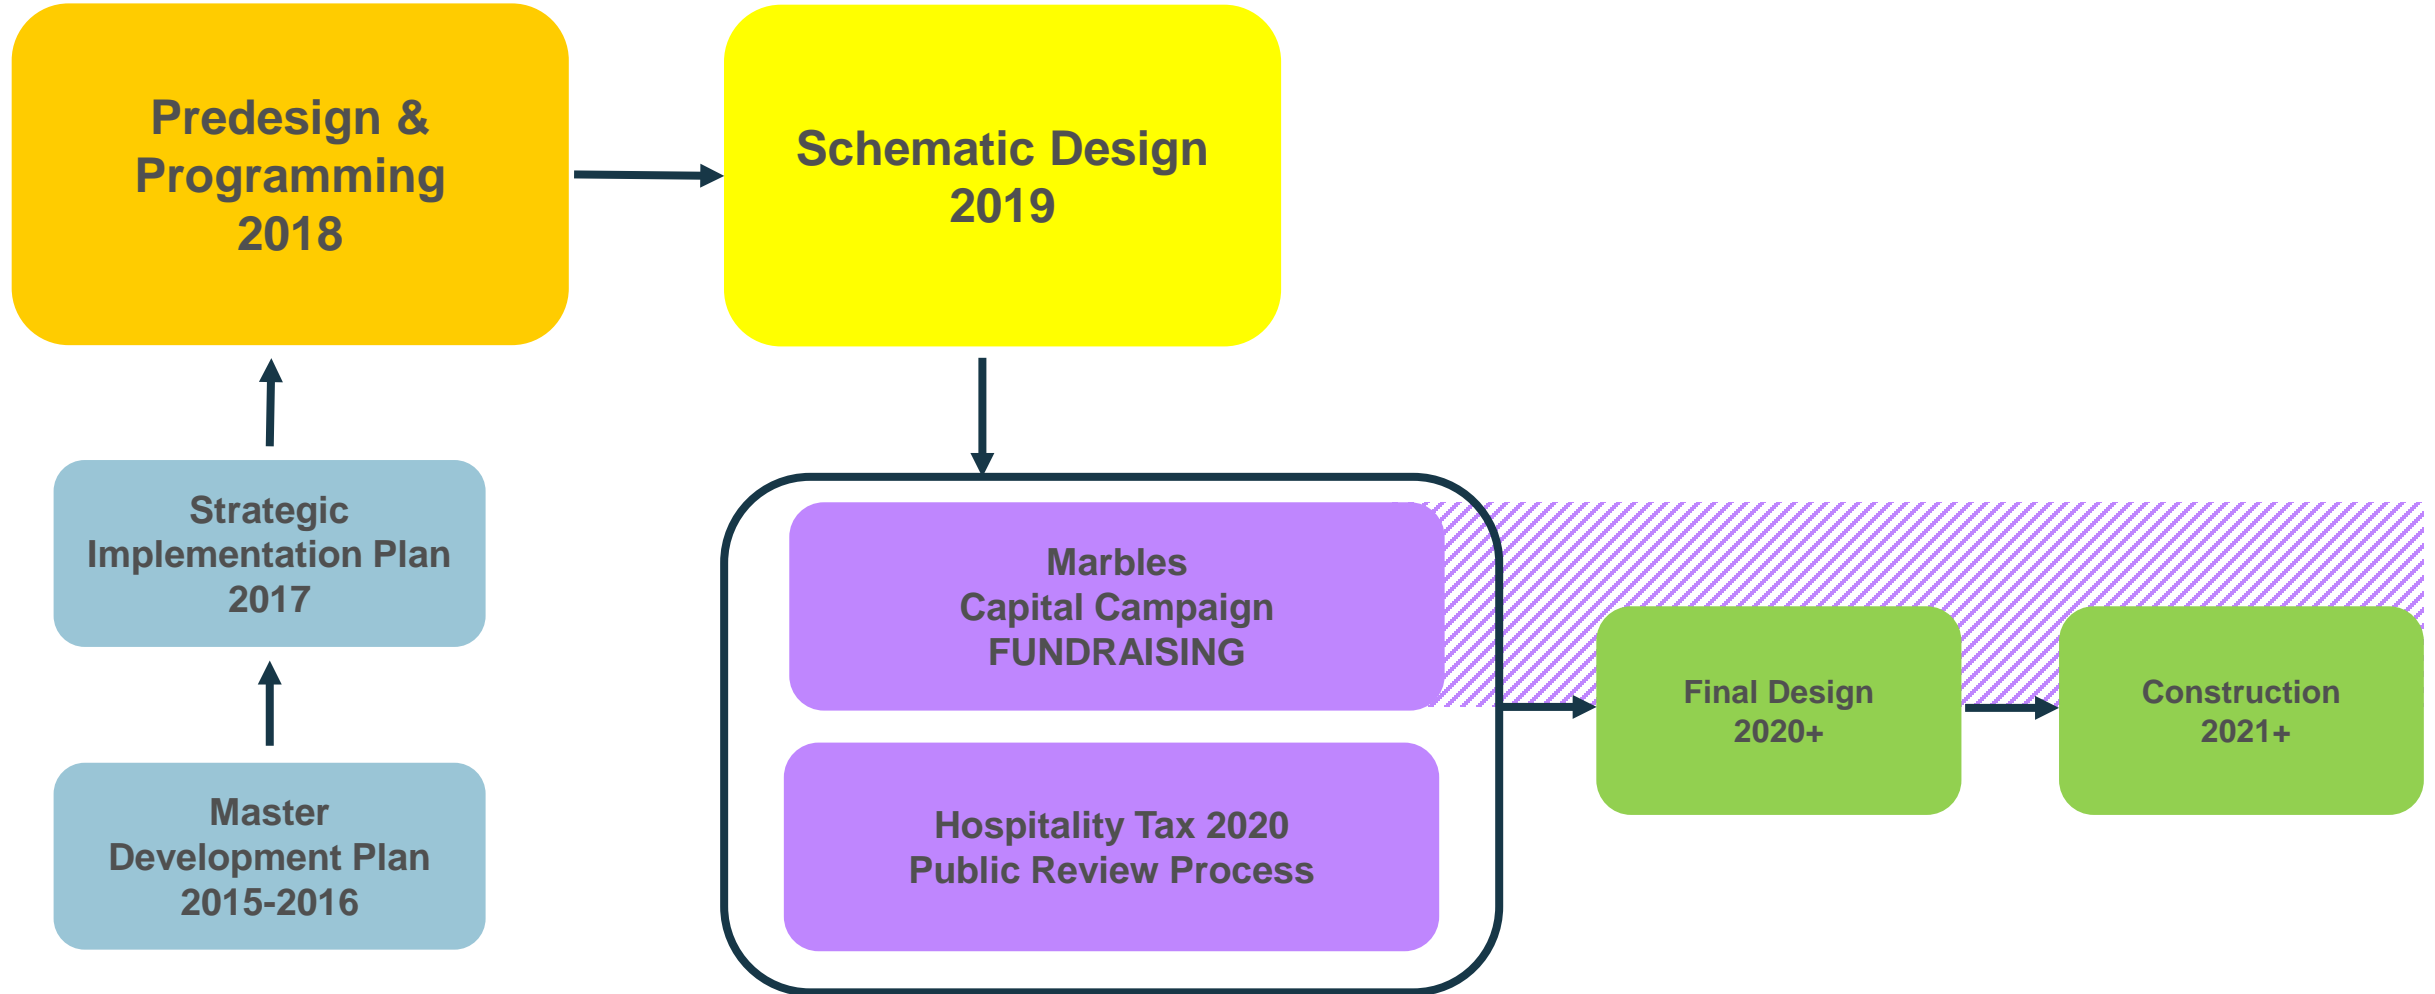 Predesign &
Programming
2018
Schematic Design
2019
Strategic
Implementation Plan
2017
Master
Development Plan
2015-2016
Marbles
Capital Campaign
FUNDRAISING
Hospitality Tax 2020
Public Review Process
Final Design
2020+
Construction
2021+